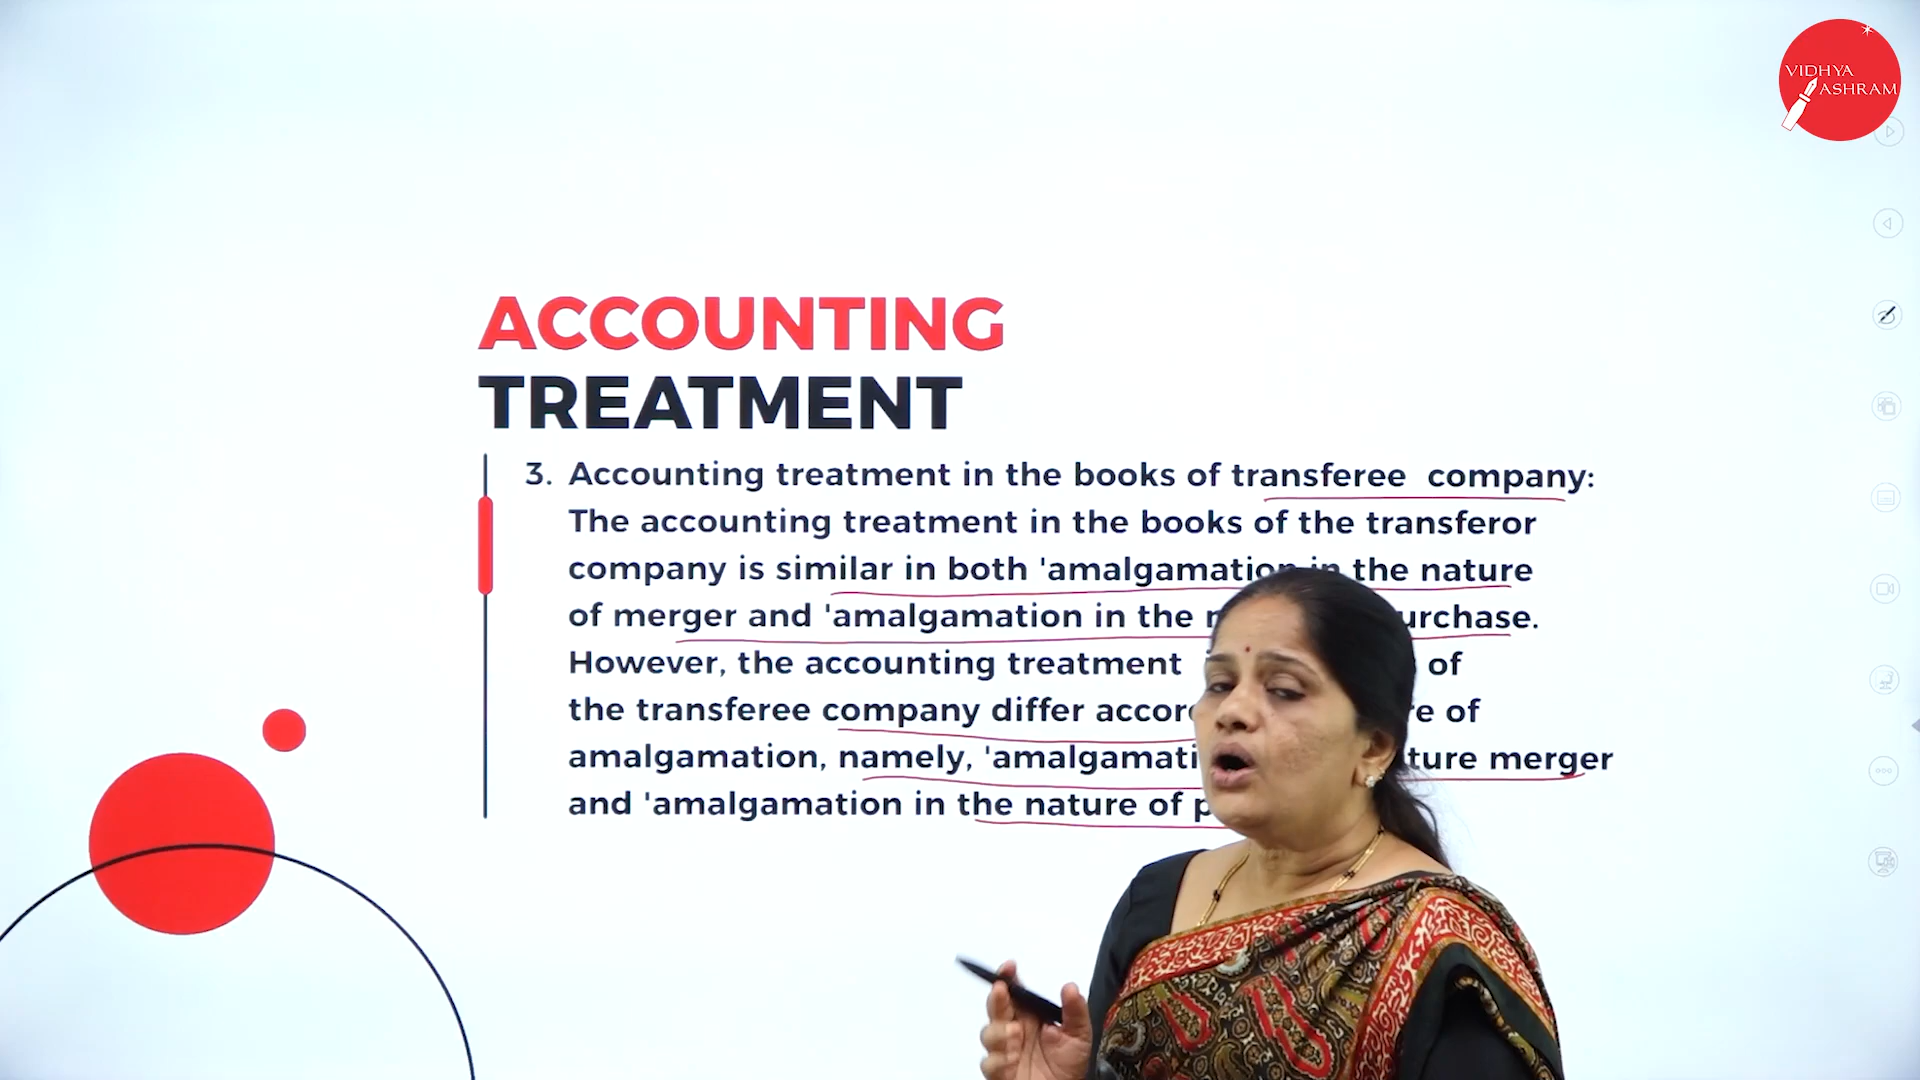 VIDHYA
ASHRAM
ACCOUNTING
TREATMENT
3. Accounting treatment in the books of transferee company:
The accounting treatment in the books of the transferor
company is similar in both 'amalgamation in the nature
of merger and 'amalgamation in the urchase.
However, the accounting treatment of
the transferee company differ accor of
amalgamation, namely, 'amalgamati ture merger
and 'amalgamation in the nature of p